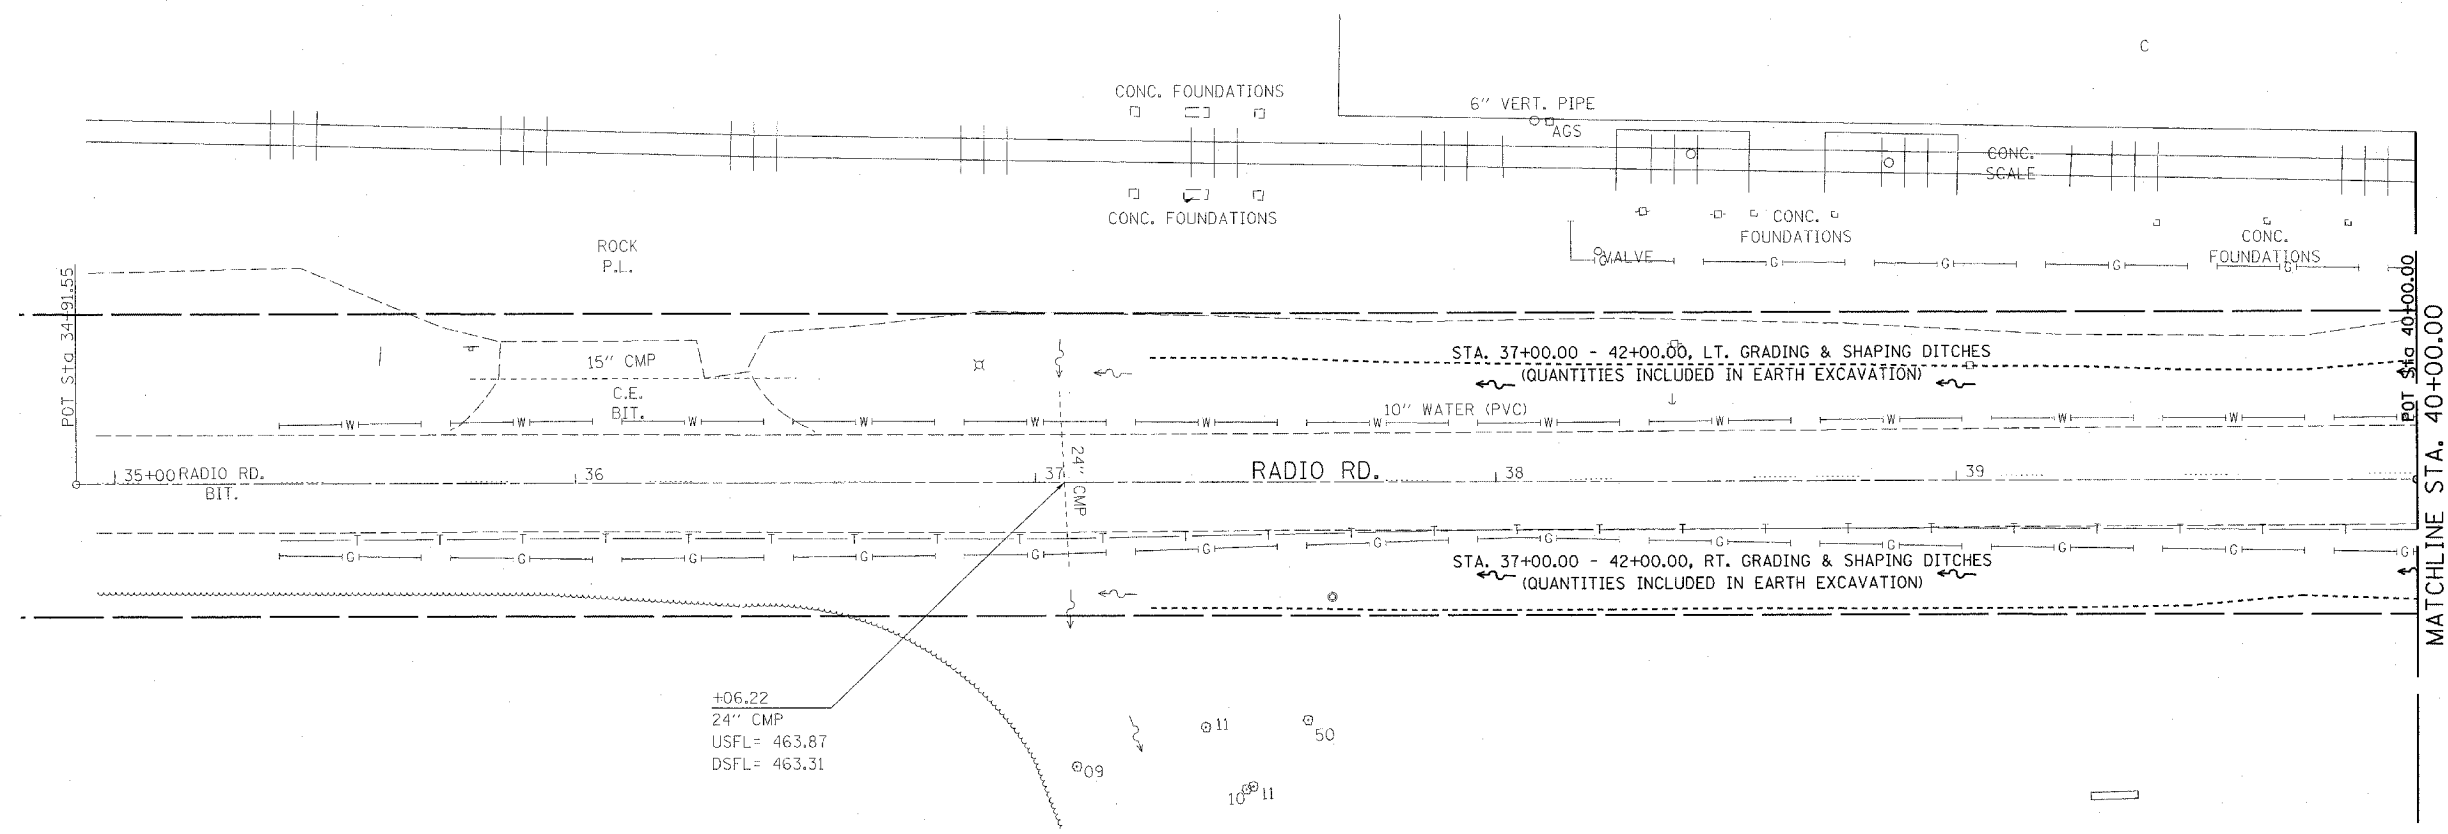 C
CONC. FOUNDATIONS
6" VERT. PIPE
AGS
CONC.
SCALE
CONC. FOUNDATIONS
CONC.
FOUNDATIONS
CONC.
FOUNDATIONS
ROCK
P.L.
VALVE
G G G G
POT Sta 34+91.55
POT Sta 40+00.00
MATCHLINE STA. 40+00.00
15" CMP
C.E.
BIT.
STA. 37+00.00 - 42+00.00, LT. GRADING & SHAPING DITCHES
(QUANTITIES INCLUDED IN EARTH EXCAVATION)
10" WATER (PVC)
W W W W W W W W W W W W
35+00 RADIO RD.
BIT.
36
37
24" CMP
RADIO RD.
38
39
T T T T T T T T T T T T T T T T T T T T T T T T T
G G G G G G G G G G G G G
STA. 37+00.00 - 42+00.00, RT. GRADING & SHAPING DITCHES
(QUANTITIES INCLUDED IN EARTH EXCAVATION)
+06.22
24" CMP
USFL= 463.87
DSFL= 463.31
11
50
09
10 11